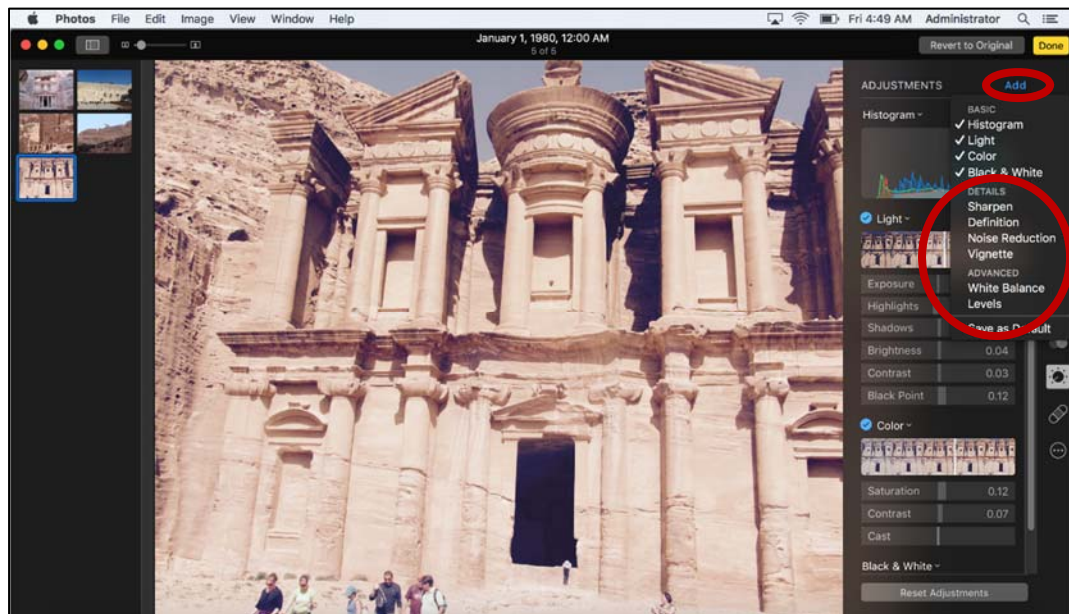 Photos File Edit Image View Window Help Fri 4:49 AM Administrator
January 1, 1980, 12:00 AM
5 of 5
Revert to Original
Done
ADJUSTMENTS Add
Histogram
BASIC
✓ Histogram
✓ Light
✓ Color
✓ Black & White
DETAILS
Sharpen
Definition
Noise Reduction
Vignette
ADVANCED
White Balance
Levels
Save as Default
Light
Exposure
Highlights
Shadows
Brightness 0.04
Contrast 0.03
Black Point 0.12
Color
Saturation 0.12
Contrast 0.07
Cast
Black & White
Reset Adjustments